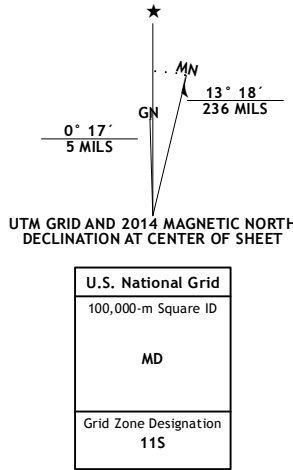 ★
MN
GN
13° 18´
236 MILS
0° 17´
5 MILS
UTM GRID AND 2014 MAGNETIC NORTH
DECLINATION AT CENTER OF SHEET
U.S. National Grid
100,000-m Square ID
MD
Grid Zone Designation
11S